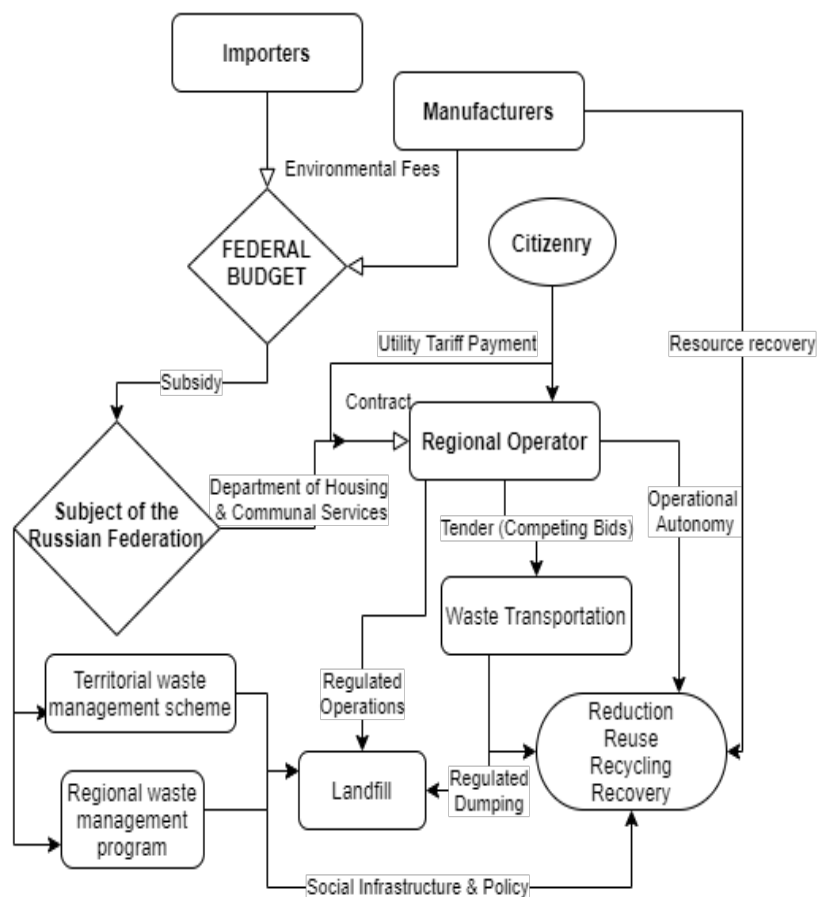 Importers
Manufacturers
Environmental Fees
FEDERAL
BUDGET
Citizenry
Utility Tariff Payment
Resource recovery
Subsidy
Contract
Regional Operator
Subject of the
Russian Federation
Department of Housing
& Communal Services
Operational
Autonomy
Tender (Competing Bids)
Waste Transportation
Territorial waste
management scheme
Regulated
Operations
Reduction
Reuse
Recycling
Recovery
Regional waste
management
program
Landfill
Regulated
Dumping
Social Infrastructure & Policy